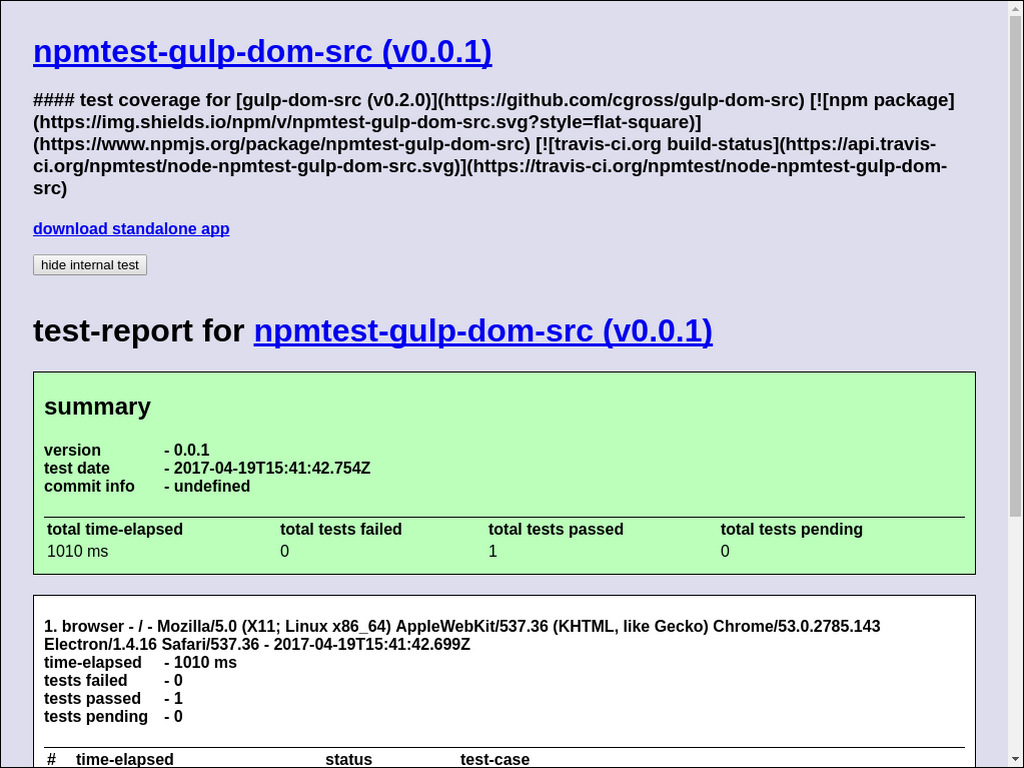 npmtest-gulp-dom-src (v0.0.1)
#### test coverage for [gulp-dom-src (v0.2.0)](https://github.com/cgross/gulp-dom-src) [![npm package]
(https://img.shields.io/npm/v/npmtest-gulp-dom-src.svg?style=flat-square)]
(https://www.npmjs.org/package/npmtest-gulp-dom-src) [![travis-ci.org build-status](https://api.travis-
ci.org/npmtest/node-npmtest-gulp-dom-src.svg)](https://travis-ci.org/npmtest/node-npmtest-gulp-dom-
src)
download standalone app
hide internal test
test-report for npmtest-gulp-dom-src (v0.0.1)
summary
version - 0.0.1
test date - 2017-04-19T15:41:42.754Z
commit info - undefined
total time-elapsed total tests failed total tests passed total tests pending
1010 ms 0 1 0
1. browser - / - Mozilla/5.0 (X11; Linux x86_64) AppleWebKit/537.36 (KHTML, like Gecko) Chrome/53.0.2785.143
Electron/1.4.16 Safari/537.36 - 2017-04-19T15:41:42.699Z
time-elapsed - 1010 ms
tests failed - 0
tests passed - 1
tests pending - 0
# time-elapsed status test-case